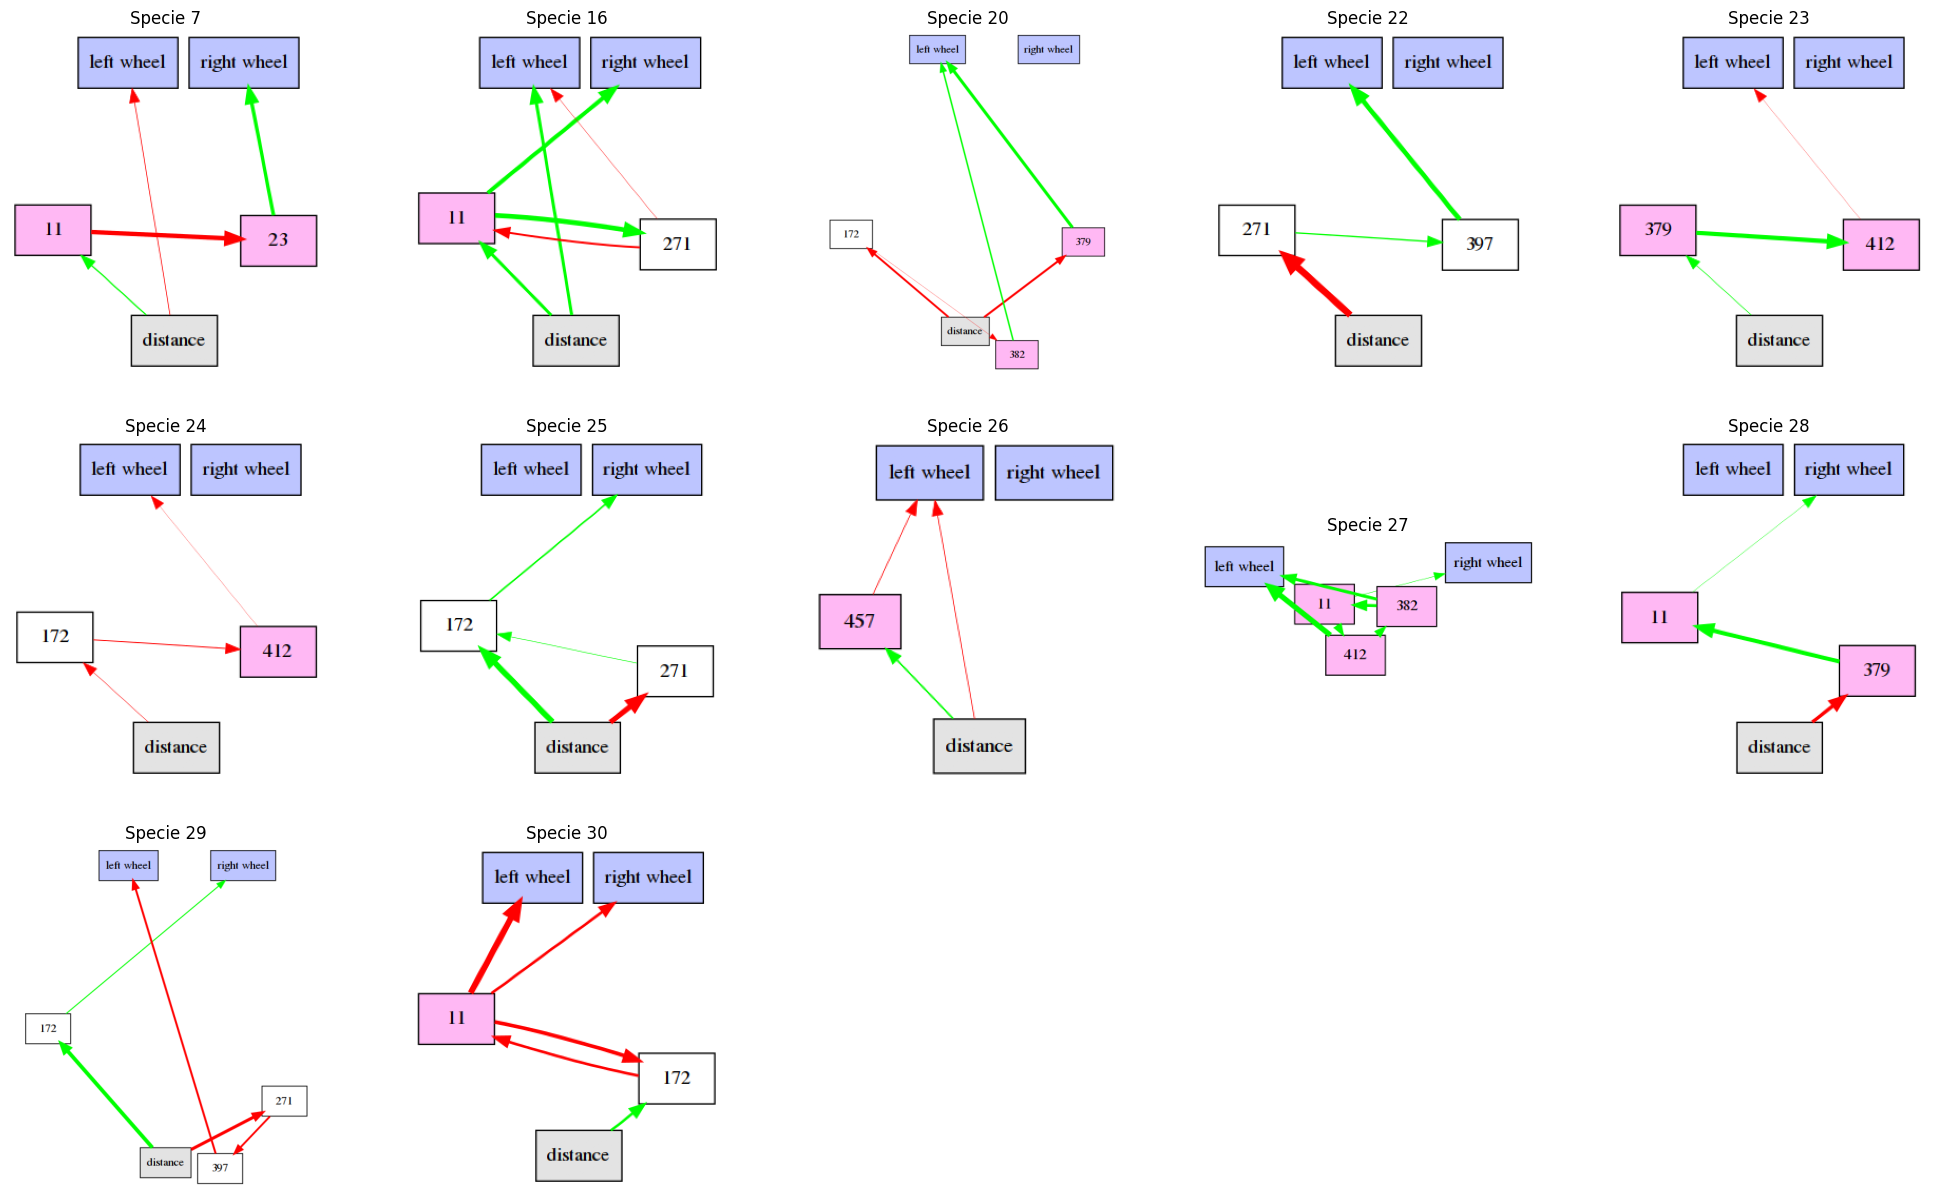 Specie 7
left wheel
right wheel
11
23
distance
Specie 16
left wheel
right wheel
11
271
distance
Specie 20
left wheel
right wheel
172
379
distance
382
Specie 22
left wheel
right wheel
271
397
distance
Specie 23
left wheel
right wheel
379
412
distance
Specie 24
left wheel
right wheel
172
412
distance
Specie 25
left wheel
right wheel
172
271
distance
Specie 26
left wheel
right wheel
457
distance
Specie 27
left wheel
right wheel
11
382
412
Specie 28
left wheel
right wheel
11
379
distance
Specie 29
left wheel
right wheel
172
271
distance
397
Specie 30
left wheel
right wheel
11
172
distance